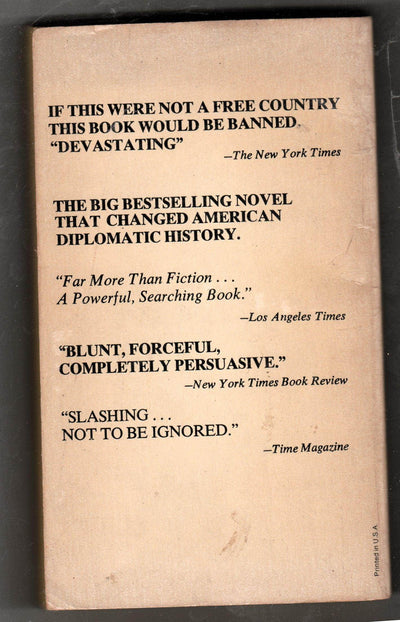 IF THIS WERE NOT A FREE COUNTRY
THIS BOOK WOULD BE BANNED.
“DEVASTATING”
—The New York Times
THE BIG BESTSELLING NOVEL
THAT CHANGED AMERICAN
DIPLOMATIC HISTORY.
“Far More Than Fiction . . .
A Powerful, Searching Book.”
—Los Angeles Times
“BLUNT, FORCEFUL,
COMPLETELY PERSUASIVE.”
—New York Times Book Review
“SLASHING . . .
NOT TO BE IGNORED.”
—Time Magazine
Printed in U.S.A